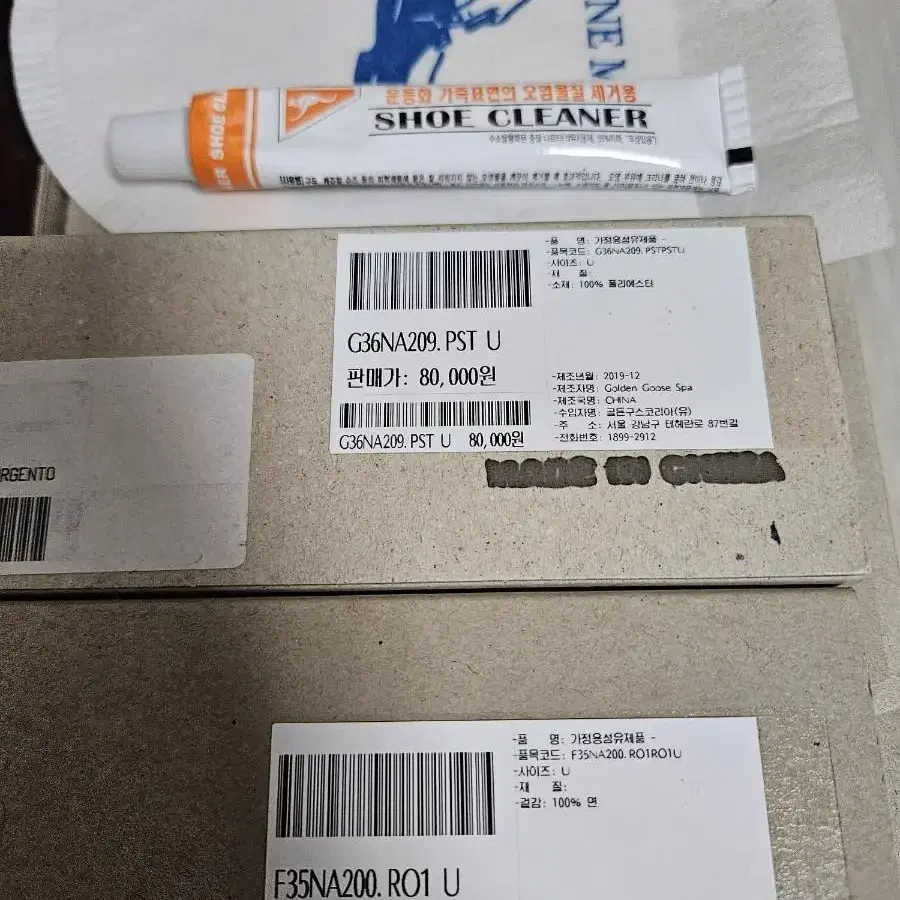 NE M
SHOE CL
ER
운동화 가죽표면의 오염물질 제거용
SHOE CLEANER
G36NA209. PST U
판매가: 80,000원
G36NA209. PST U 80,000원
-품 명: 가정용섬유제품 -
-품목코드: G36NA209.PSTPSTU
-사이즈: U
-재 질:
-소재: 100% 폴리에스터
-제조년월: 2019-12
-제조자명: Golden Goose Spa
-제조국명: CHINA
-수입자명: 골든구스코리아(유)
-주 소: 서울 강남구 테헤란로 87번길
-전화번호: 1899-2912
MADE IN CHINA
RGENTO
F35NA200. RO1 U
-품 명: 가정용섬유제품 -
-품목코드: F35NA200.RO1RO1U
-사이즈: U
-재 질:
-겉감: 100% 면